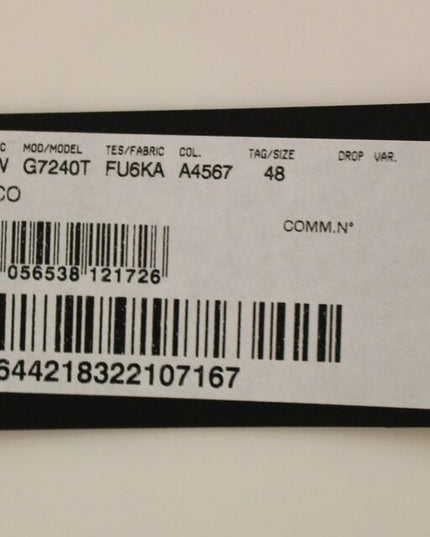 C MOD/MODEL TES/FABRIC COL. TAG/SIZE DROP VAR.
V G7240T FU6KA A4567 48
CO
COMM.N°
056538 121726
644218322107167